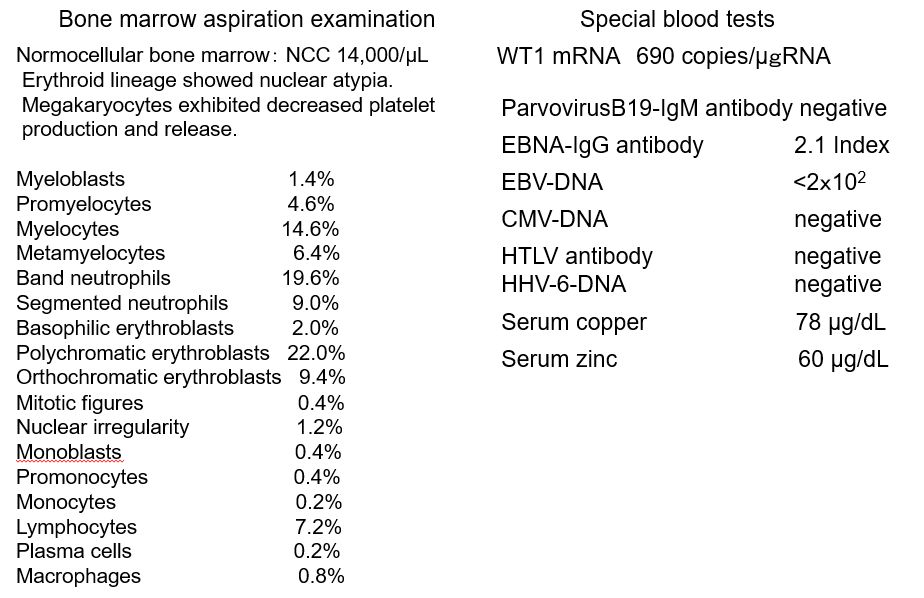 Bone marrow aspiration examination
Normocellular bone marrow: NCC 14,000/μL
Erythroid lineage showed nuclear atypia.
Megakaryocytes exhibited decreased platelet
production and release.
Myeloblasts 1.4%
Promyelocytes 4.6%
Myelocytes 14.6%
Metamyelocytes 6.4%
Band neutrophils 19.6%
Segmented neutrophils 9.0%
Basophilic erythroblasts 2.0%
Polychromatic erythroblasts 22.0%
Orthochromatic erythroblasts 9.4%
Mitotic figures 0.4%
Nuclear irregularity 1.2%
Monoblasts 0.4%
Promonocytes 0.4%
Monocytes 0.2%
Lymphocytes 7.2%
Plasma cells 0.2%
Macrophages 0.8%
Special blood tests
WT1 mRNA 690 copies/μgRNA
ParvovirusB19-IgM antibody negative
EBNA-IgG antibody 2.1 Index
EBV-DNA <2x10²
CMV-DNA negative
HTLV antibody negative
HHV-6-DNA negative
Serum copper 78 μg/dL
Serum zinc 60 μg/dL